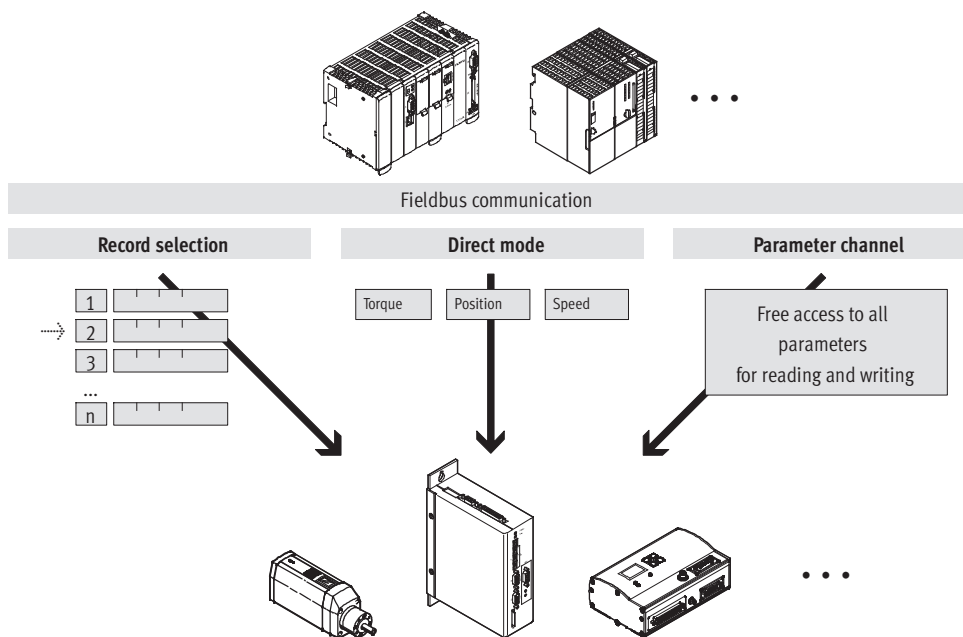 Fieldbus communication
Record selection
Direct mode
Parameter channel
1
2
3
...
n
Torque
Position
Speed
Free access to all
parameters
for reading and writing